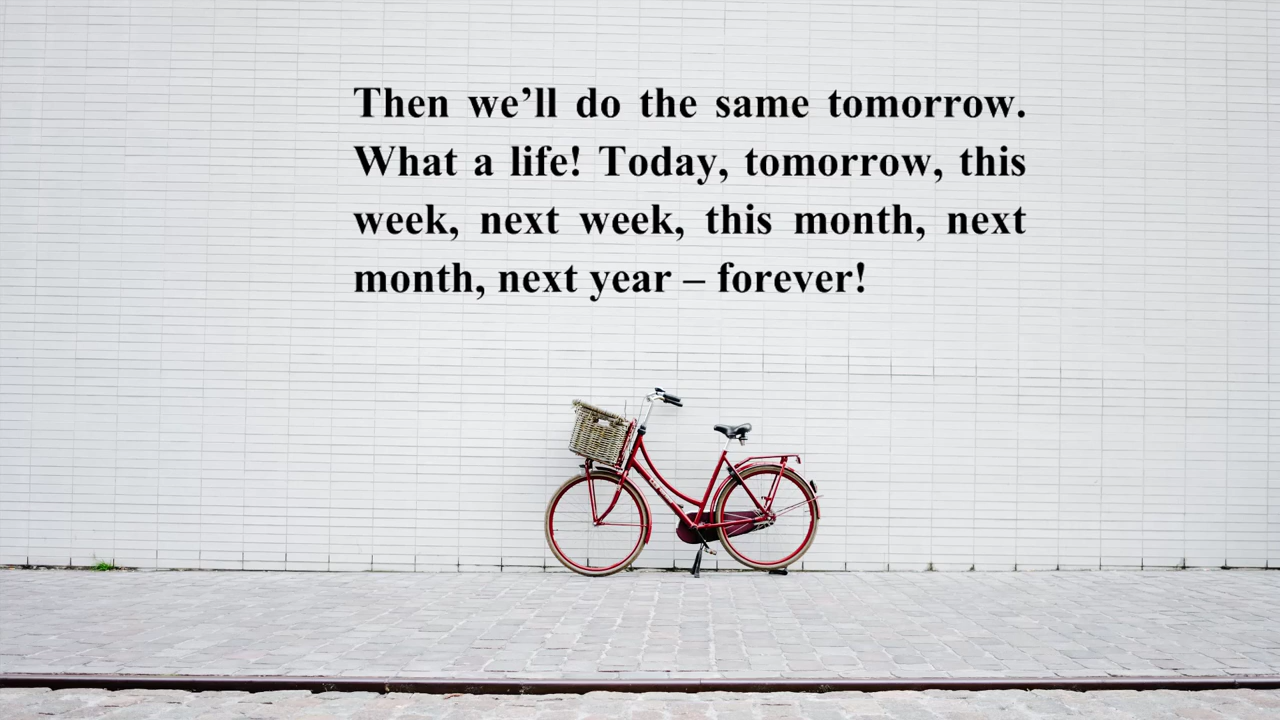 Then we’ll do the same tomorrow.
What a life! Today, tomorrow, this
week, next week, this month, next
month, next year – forever!